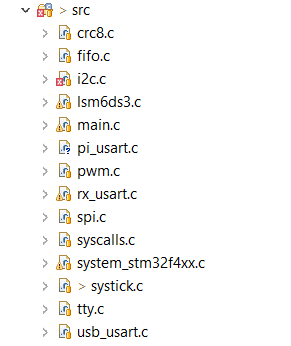 > src
crc8.c
fifo.c
i2c.c
lsm6ds3.c
main.c
pi_usart.c
pwm.c
rx_usart.c
spi.c
syscalls.c
system_stm32f4xx.c
> systick.c
tty.c
usb_usart.c